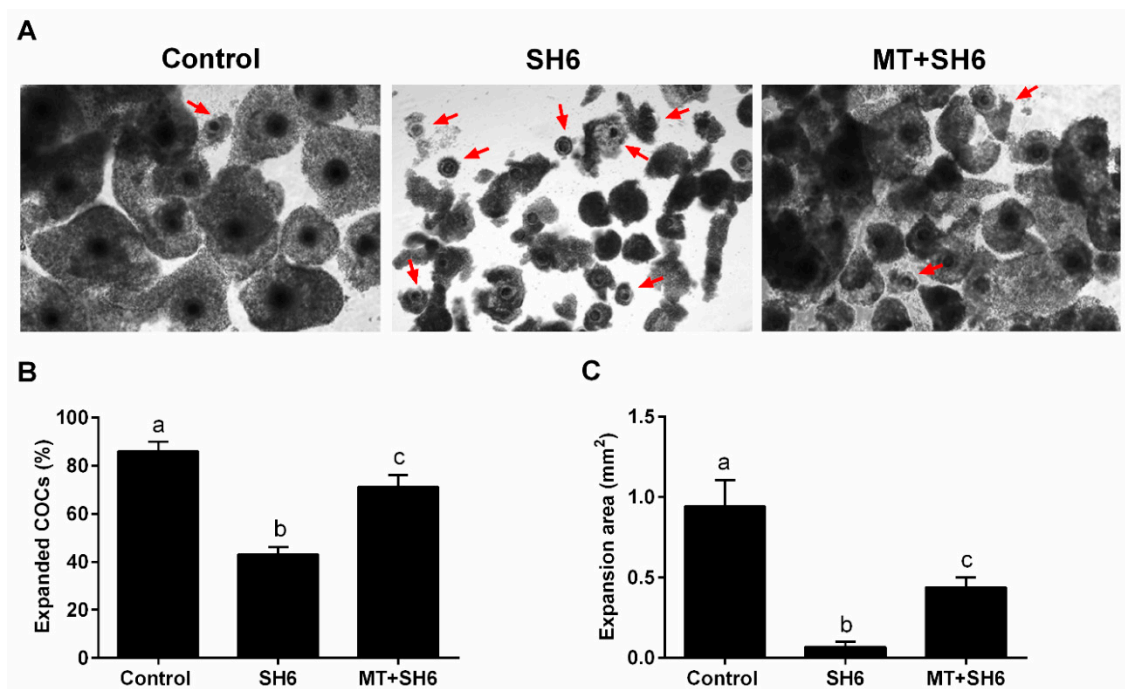 A
Control
SH6
MT+SH6
B
Expanded COCs (%)
100
80
60
40
20
0
a
b
c
Control
SH6
MT+SH6
C
Expansion area (mm²)
1.5
1.0
0.5
0.0
a
b
c
Control
SH6
MT+SH6